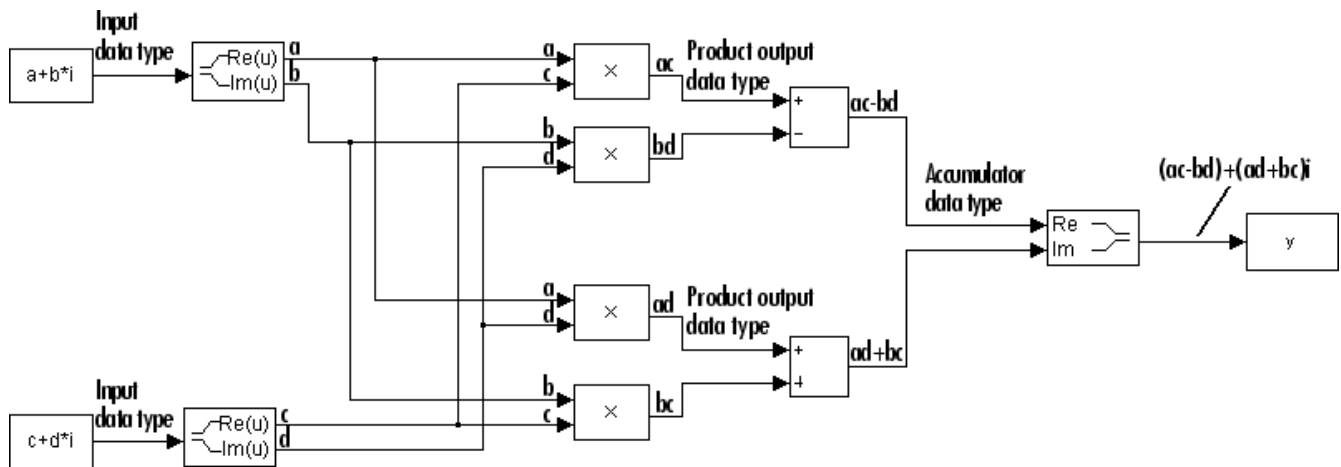 Input
data type
a+b*i
Re(u)
Im(u)
a
b
a
c
×
ac
Product output
data type
+
−
ac-bd
b
d
×
bd
Accumulator
data type
(ac-bd)+(ad+bc)i
Re
Im
y
a
d
×
ad
Product output
data type
+
+
ad+bc
b
c
×
bc
Input
data type
c+d*i
Re(u)
Im(u)
c
d